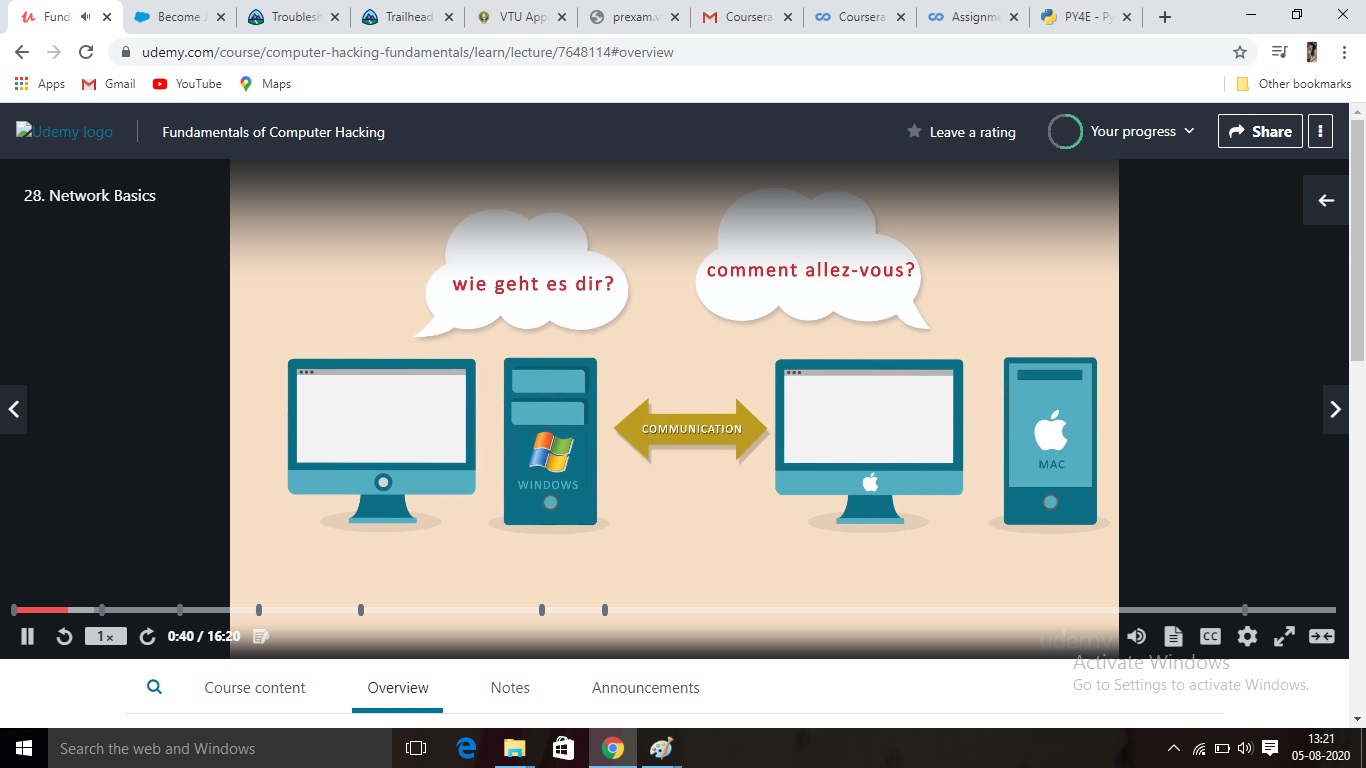 Fund
Become J
Troublesh
Trailhead
VTU App
prexam.v
Coursera
Coursera
Assignme
PY4E - Py
udemy.com/course/computer-hacking-fundamentals/learn/lecture/7648114#overview
Apps
Gmail
YouTube
Maps
Other bookmarks
Udemy logo
Fundamentals of Computer Hacking
Leave a rating
Your progress
Share
28. Network Basics
wie geht es dir?
comment allez-vous?
WINDOWS
COMMUNICATION
MAC
1 x
0:40 / 16:20
udemy
CC
Activate Windows
Go to Settings to activate Windows.
Course content
Overview
Notes
Announcements
Search the web and Windows
13:21
05-08-2020